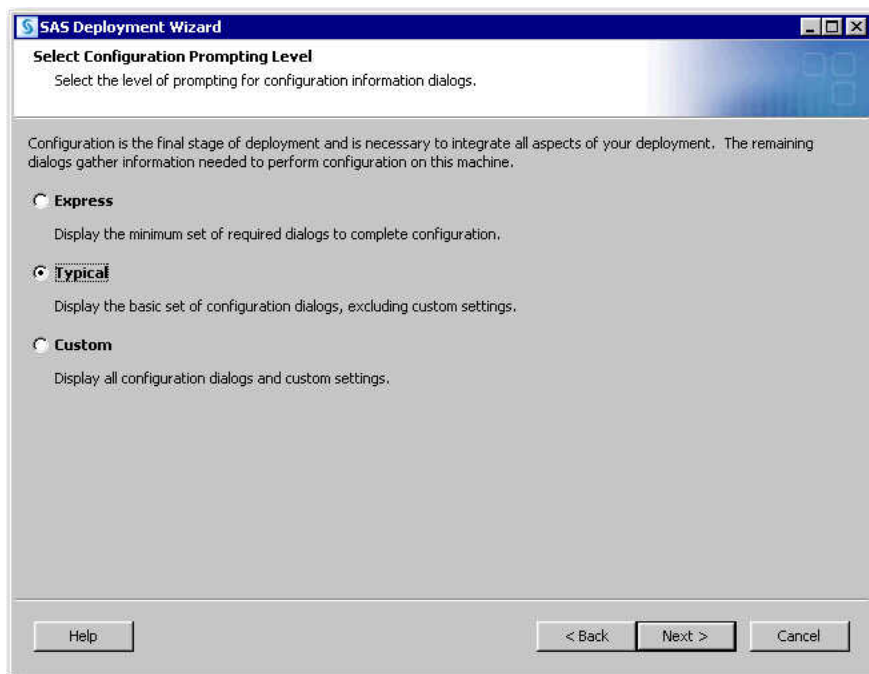 SAS Deployment Wizard
Select Configuration Prompting Level
Select the level of prompting for configuration information dialogs.
Configuration is the final stage of deployment and is necessary to integrate all aspects of your deployment. The remaining
dialogs gather information needed to perform configuration on this machine.
Express
Display the minimum set of required dialogs to complete configuration.
Typical
Display the basic set of configuration dialogs, excluding custom settings.
Custom
Display all configuration dialogs and custom settings.
Help
< Back
Next >
Cancel